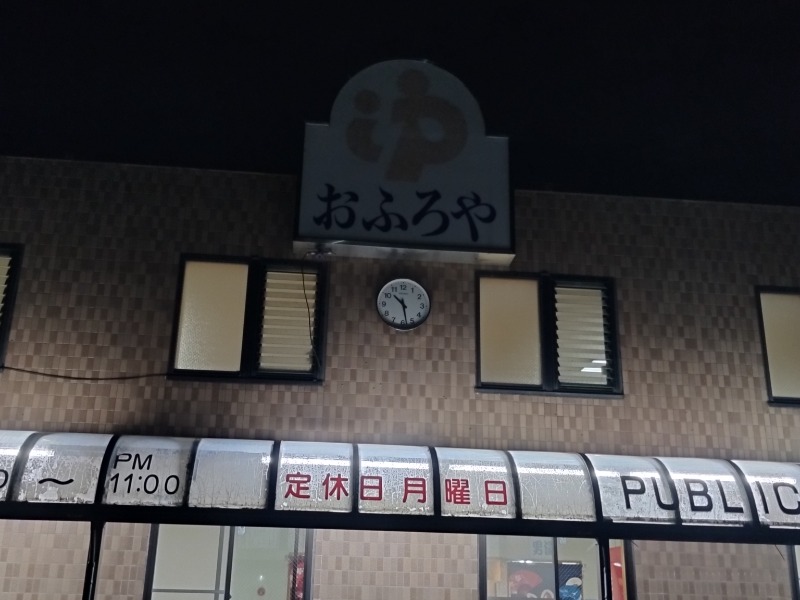 ゆ
おふろや
～
PM
11:00
定休日月曜日
PUBLIC